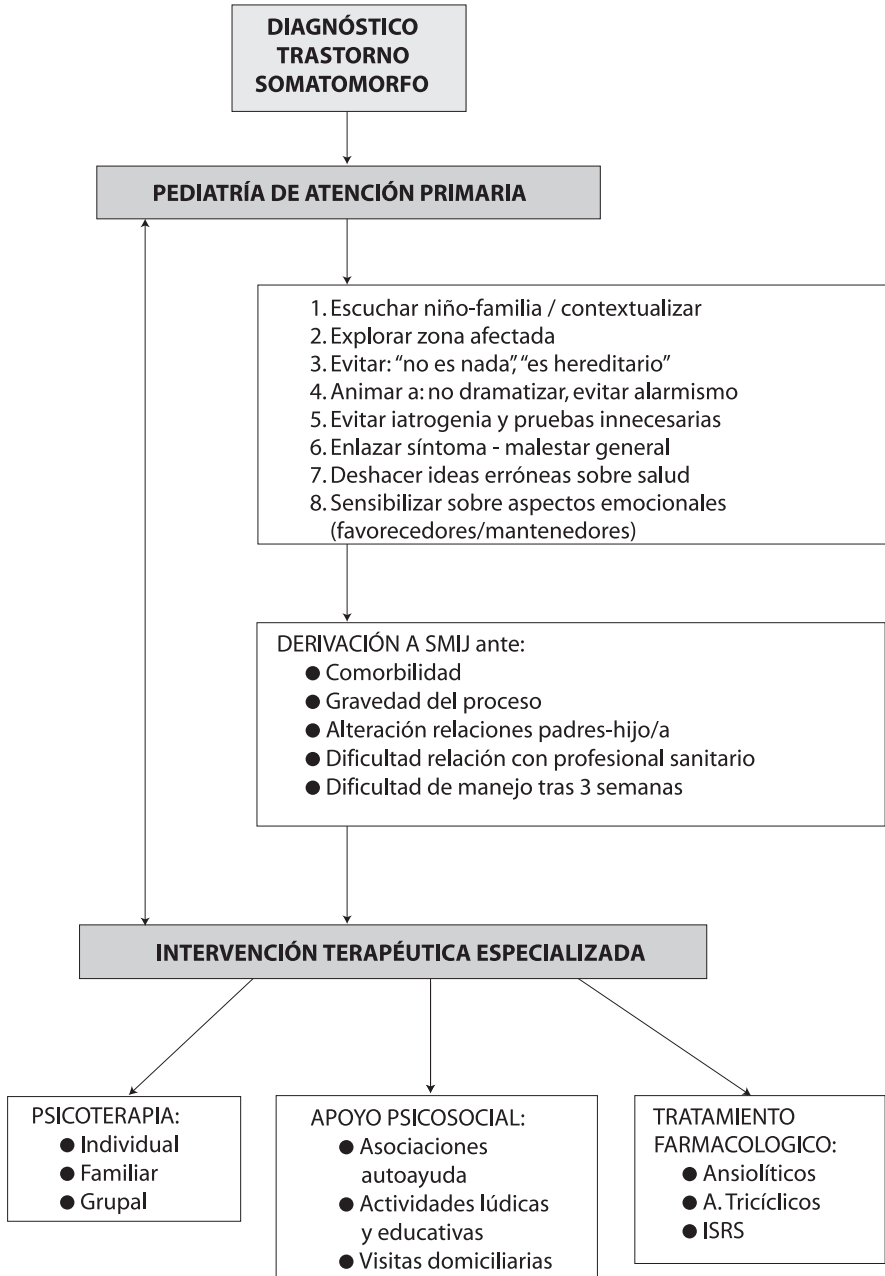 DIAGNÓSTICO
TRASTORNO
SOMATOMORFO
PEDIATRÍA DE ATENCIÓN PRIMARIA
1. Escuchar niño-familia / contextualizar
2. Explorar zona afectada
3. Evitar: “no es nada”, “es hereditario”
4. Animar a: no dramatizar, evitar alarmismo
5. Evitar iatrogenia y pruebas innecesarias
6. Enlazar síntoma - malestar general
7. Deshacer ideas erróneas sobre salud
8. Sensibilizar sobre aspectos emocionales
(favorecedores/mantenedores)
DERIVACIÓN A SMIJ ante:
● Comorbilidad
● Gravedad del proceso
● Alteración relaciones padres-hijo/a
● Dificultad relación con profesional sanitario
● Dificultad de manejo tras 3 semanas
INTERVENCIÓN TERAPÉUTICA ESPECIALIZADA
PSICOTERAPIA:
● Individual
● Familiar
● Grupal
APOYO PSICOSOCIAL:
● Asociaciones
autoayuda
● Actividades lúdicas
y educativas
● Visitas domiciliarias
TRATAMIENTO
FARMACOLOGICO:
● Ansiolíticos
● A. Tricíclicos
● ISRS